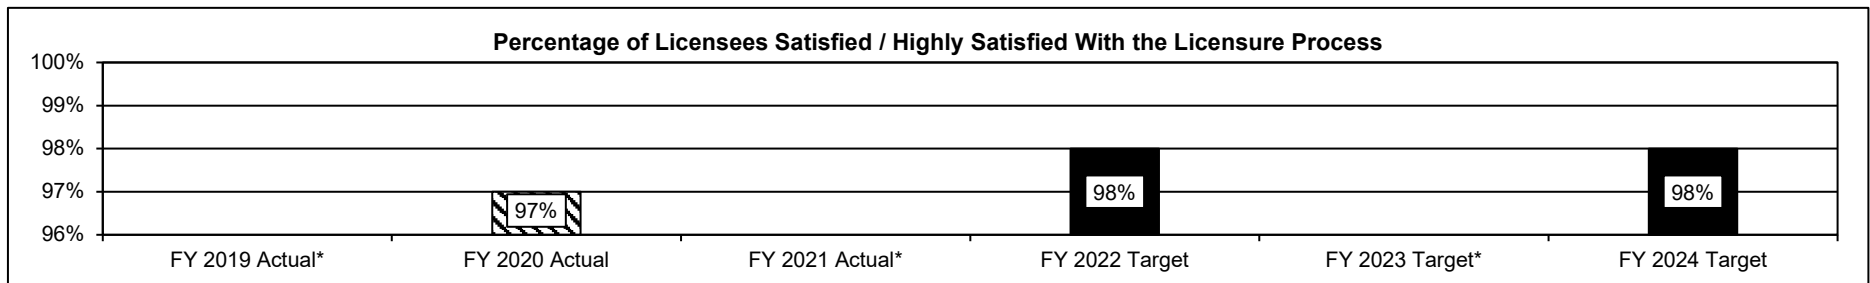 Percentage of Licensees Satisfied / Highly Satisfied With the Licensure Process
100%
99%
98%
97%
96%
97%
98%
98%
FY 2019 Actual*
FY 2020 Actual
FY 2021 Actual*
FY 2022 Target
FY 2023 Target*
FY 2024 Target